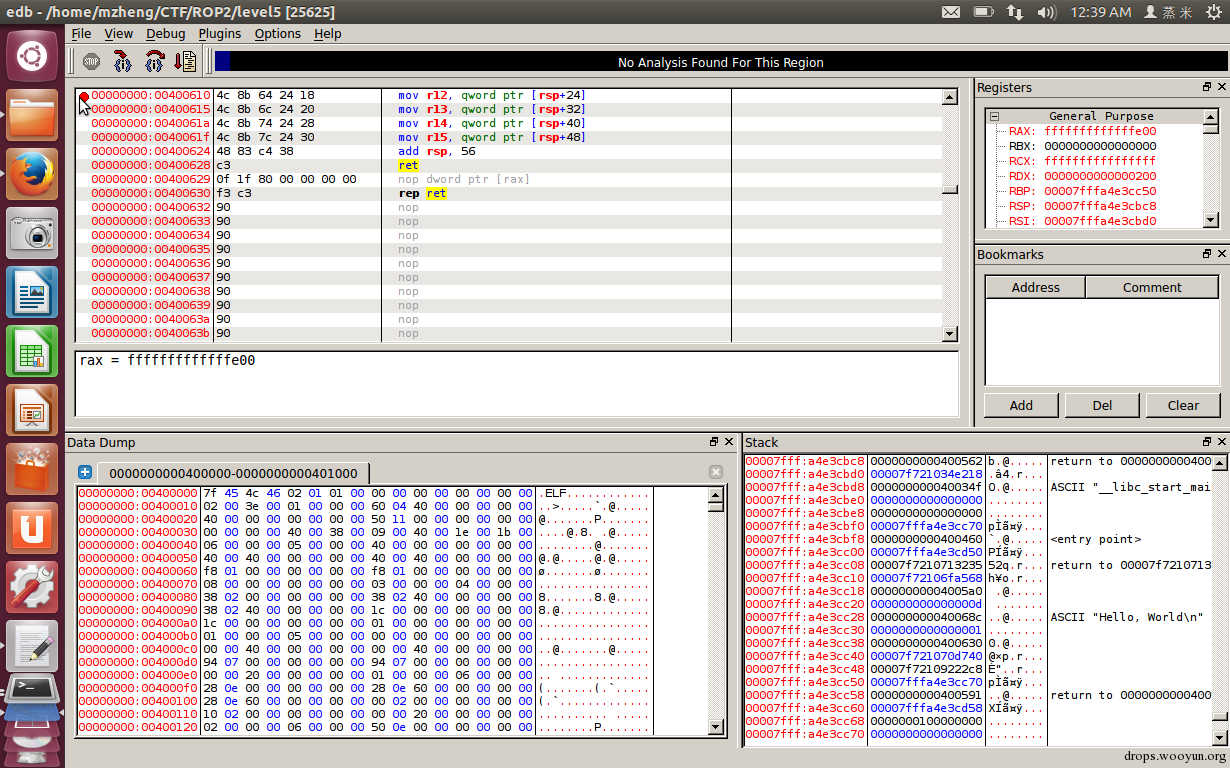 edb - /home/mzheng/CTF/ROP2/level5 [25625]
12:39 AM 蒸 米
File View Debug Plugins Options Help
STOP
No Analysis Found For This Region
00000000:00400610 4c 8b 64 24 18 mov r12, qword ptr [rsp+24]
00000000:00400615 4c 8b 6c 24 20 mov r13, qword ptr [rsp+32]
00000000:0040061a 4c 8b 74 24 28 mov r14, qword ptr [rsp+40]
00000000:0040061f 4c 8b 7c 24 30 mov r15, qword ptr [rsp+48]
00000000:00400624 48 83 c4 38 add rsp, 56
00000000:00400628 c3 ret
00000000:00400629 0f 1f 80 00 00 00 00 nop dword ptr [rax]
00000000:00400630 f3 c3 rep ret
00000000:00400632 90 nop
00000000:00400633 90 nop
00000000:00400634 90 nop
00000000:00400635 90 nop
00000000:00400636 90 nop
00000000:00400637 90 nop
00000000:00400638 90 nop
00000000:00400639 90 nop
00000000:0040063a 90 nop
00000000:0040063b 90 nop
rax = fffffffffffffe00
Registers
General Purpose
RAX: fffffffffffffe00
RBX: 0000000000000000
RCX: ffffffffffffffff
RDX: 0000000000000200
RBP: 00007fffa4e3cc50
RSP: 00007fffa4e3cbc8
RSI: 00007fffa4e3cbd0
Bookmarks
Address Comment
Add Del Clear
Data Dump
0000000000400000-0000000000401000
00000000:00400000 7f 45 4c 46 02 01 01 00 00 00 00 00 00 00 00 00 .ELF............
00000000:00400010 02 00 3e 00 01 00 00 00 60 04 40 00 00 00 00 00 ..>.....`.@.....
00000000:00400020 40 00 00 00 00 00 00 00 50 11 00 00 00 00 00 00 @.......P.......
00000000:00400030 00 00 00 00 40 00 38 00 09 00 40 00 1e 00 1b 00 ....@.8...@.....
00000000:00400040 06 00 00 00 05 00 00 00 40 00 00 00 00 00 00 00 ........@.......
00000000:00400050 40 00 40 00 00 00 00 00 40 00 40 00 00 00 00 00 @.@.....@.@.....
00000000:00400060 f8 01 00 00 00 00 00 00 f8 01 00 00 00 00 00 00 ø.......ø.......
00000000:00400070 08 00 00 00 00 00 00 00 03 00 00 00 04 00 00 00 ................
00000000:00400080 38 02 00 00 00 00 00 00 38 02 40 00 00 00 00 00 8.......8.@.....
00000000:00400090 38 02 40 00 00 00 00 00 1c 00 00 00 00 00 00 00 8.@.............
00000000:004000a0 1c 00 00 00 00 00 00 00 01 00 00 00 00 00 00 00 ................
00000000:004000b0 01 00 00 00 05 00 00 00 00 00 00 00 00 00 00 00 ................
00000000:004000c0 00 00 40 00 00 00 00 00 00 00 40 00 00 00 00 00 ..@.......@.....
00000000:004000d0 94 07 00 00 00 00 00 00 94 07 00 00 00 00 00 00 ................
00000000:004000e0 00 00 20 00 00 00 00 00 01 00 00 00 06 00 00 00 .. .............
00000000:004000f0 28 0e 00 00 00 00 00 00 28 0e 60 00 00 00 00 00 (.......(.`.....
00000000:00400100 28 0e 60 00 00 00 00 00 00 02 00 00 00 00 00 00 (.`.............
00000000:00400110 10 02 00 00 00 00 00 00 00 00 20 00 00 00 00 00 .......... .....
00000000:00400120 02 00 00 00 06 00 00 00 50 0e 00 00 00 00 00 00 ........P.......
Stack
00007fff:a4e3cbc8 0000000000400562 b.@..... return to 0000000000400
00007fff:a4e3cbd0 00007f721034e218 .â4.r...
00007fff:a4e3cbd8 000000000040034f O.@..... ASCII "__libc_start_mai
00007fff:a4e3cbe0 0000000000000000 ........
00007fff:a4e3cbe8 0000000000000000 ........
00007fff:a4e3cbf0 00007fffa4e3cc70 pÌã¤ÿ...
00007fff:a4e3cbf8 0000000000400460 `.@..... <entry point>
00007fff:a4e3cc00 00007fffa4e3cd50 PÍã¤ÿ...
00007fff:a4e3cc08 00007f7210713235 52q.r... return to 00007f7210713
00007fff:a4e3cc10 00007f72106fa568 h¥o.r...
00007fff:a4e3cc18 00000000004005a0 .@.....
00007fff:a4e3cc20 000000000000000d ........
00007fff:a4e3cc28 000000000040068c ..@..... ASCII "Hello, World\n"
00007fff:a4e3cc30 0000000000000001 ........
00007fff:a4e3cc38 0000000000400630 0.@.....
00007fff:a4e3cc40 00007f721070d740 @×p.r...
00007fff:a4e3cc48 00007f72109222c8 È"..r...
00007fff:a4e3cc50 00007fffa4e3cc70 pÌã¤ÿ...
00007fff:a4e3cc58 0000000000400591 ..@..... return to 0000000000400
00007fff:a4e3cc60 00007fffa4e3cd58 XÍã¤ÿ...
00007fff:a4e3cc68 0000000100000000 ........
00007fff:a4e3cc70 0000000000000000 ........
drops.wooyun.org